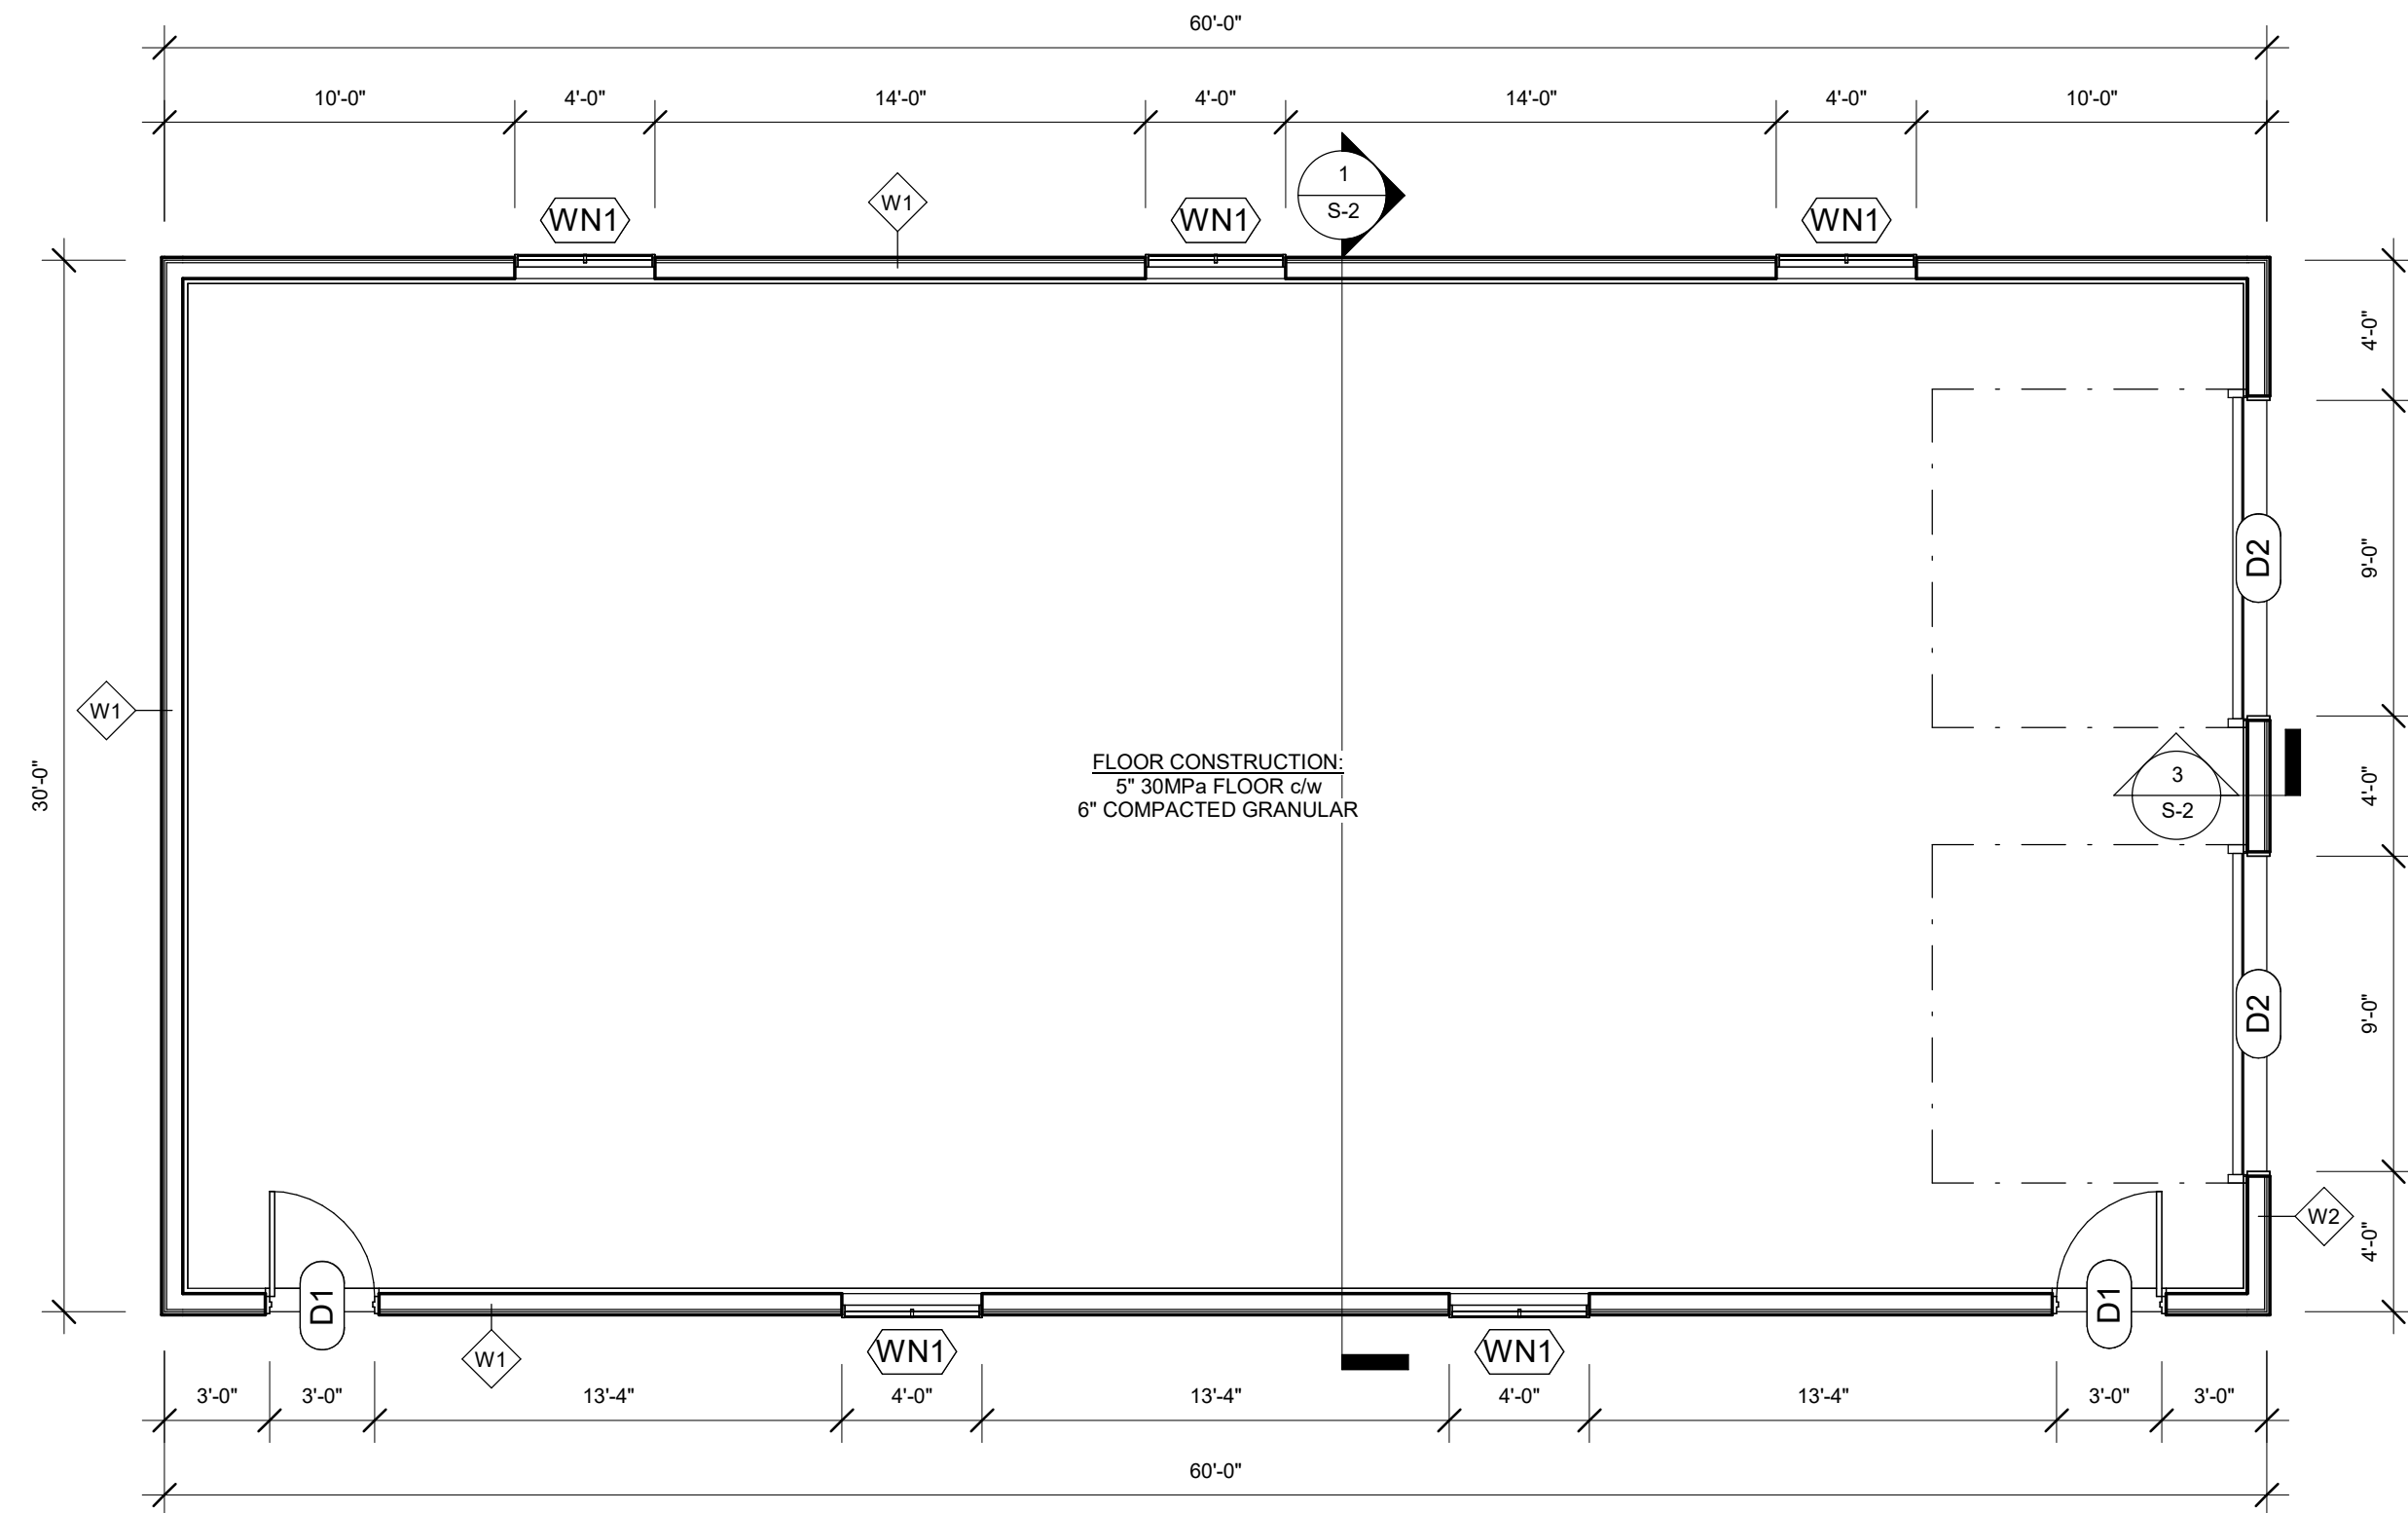 60'-0"
10'-0" 4'-0" 14'-0" 4'-0" 14'-0" 4'-0" 10'-0"
1
S-2
W1
WN1 WN1 WN1
4'-0"
9'-0"
D2
W1
30'-0"
FLOOR CONSTRUCTION:
5" 30MPa FLOOR c/w
6" COMPACTED GRANULAR
3
S-2
4'-0"
D2
9'-0"
W2
4'-0"
D1 D1
W1
WN1 WN1
3'-0" 3'-0" 13'-4" 4'-0" 13'-4" 4'-0" 13'-4" 3'-0" 3'-0"
60'-0"